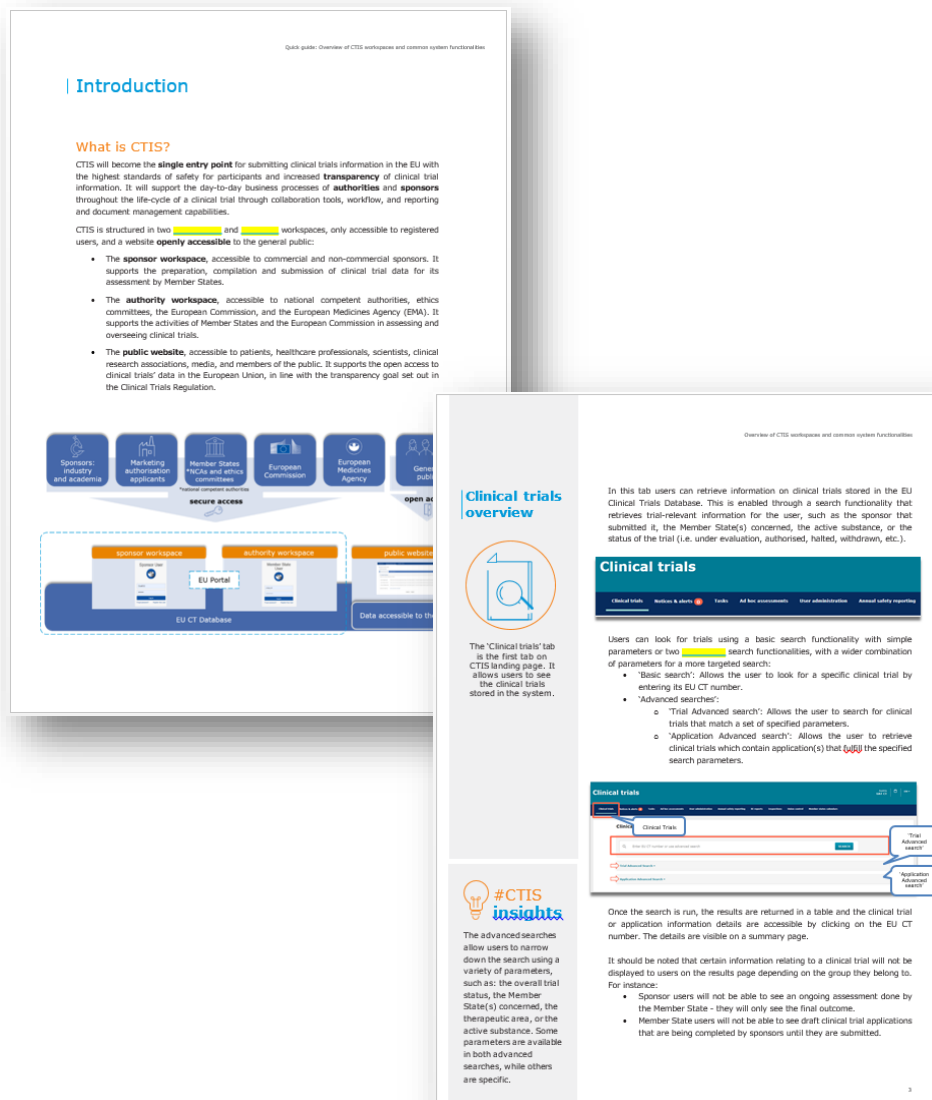 Quick guide: Overview of CTIS workspaces and common system functionalities
Introduction
What is CTIS?
CTIS will become the single entry point for submitting clinical trials information in the EU with
the highest standards of safety for participants and increased transparency of clinical trial
information. It will support the day-to-day business processes of authorities and sponsors
throughout the life-cycle of a clinical trial through collaboration tools, workflow, and reporting
and document management capabilities.
CTIS is structured in two and workspaces, only accessible to registered
users, and a website openly accessible to the general public:
• The sponsor workspace, accessible to commercial and non-commercial sponsors. It
supports the preparation, compilation and submission of clinical trial data for its
assessment by Member States.
• The authority workspace, accessible to national competent authorities, ethics
committees, the European Commission, and the European Medicines Agency (EMA). It
supports the activities of Member States and the European Commission in assessing and
overseeing clinical trials.
• The public website, accessible to patients, healthcare professionals, scientists, clinical
research associations, media, and members of the public. It supports the open access to
clinical trials' data in the European Union, in line with the transparency goal set out in
the Clinical Trials Regulation.
Sponsors:
industry
and academia
Marketing
authorisation
applicants
Member States
*NCAs and ethics
committees
European
Commission
European
Medicines
Agency
Gene
publ
*national competent authorities
secure access
open ac
sponsor workspace
authority workspace
public website
EU Portal
EU CT Database
Data accessible to the
Overview of CTIS workspaces and common system functionalities
Clinical trials
overview
The 'Clinical trials' tab
is the first tab on
CTIS landing page. It
allows users to see
the clinical trials
stored in the system.
In this tab users can retrieve information on clinical trials stored in the EU
Clinical Trials Database. This is enabled through a search functionality that
retrieves trial-relevant information for the user, such as the sponsor that
submitted it, the Member State(s) concerned, the active substance, or the
status of the trial (i.e. under evaluation, authorised, halted, withdrawn, etc.).
Clinical trials
Clinical trials Notices & alerts Tasks Ad hoc assessments User administration Annual safety reporting
Users can look for trials using a basic search functionality with simple
parameters or two search functionalities, with a wider combination
of parameters for a more targeted search:
• 'Basic search': Allows the user to look for a specific clinical trial by
entering its EU CT number.
• 'Advanced searches':
o 'Trial Advanced search': Allows the user to search for clinical
trials that match a set of specified parameters.
o 'Application Advanced search': Allows the user to retrieve
clinical trials which contain application(s) that fulfill the specified
search parameters.
Clinical trials
Clinical Trials
'Trial
Advanced
search'
'Application
Advanced
search'
#CTIS
insights
The advanced searches
allow users to narrow
down the search using a
variety of parameters,
such as: the overall trial
status, the Member
State(s) concerned, the
therapeutic area, or the
active substance. Some
parameters are available
in both advanced
searches, while others
are specific.
Once the search is run, the results are returned in a table and the clinical trial
or application information details are accessible by clicking on the EU CT
number. The details are visible on a summary page.
It should be noted that certain information relating to a clinical trial will not be
displayed to users on the results page depending on the group they belong to.
For instance:
• Sponsor users will not be able to see an ongoing assessment done by
the Member State - they will only see the final outcome.
• Member State users will not be able to see draft clinical trial applications
that are being completed by sponsors until they are submitted.
3